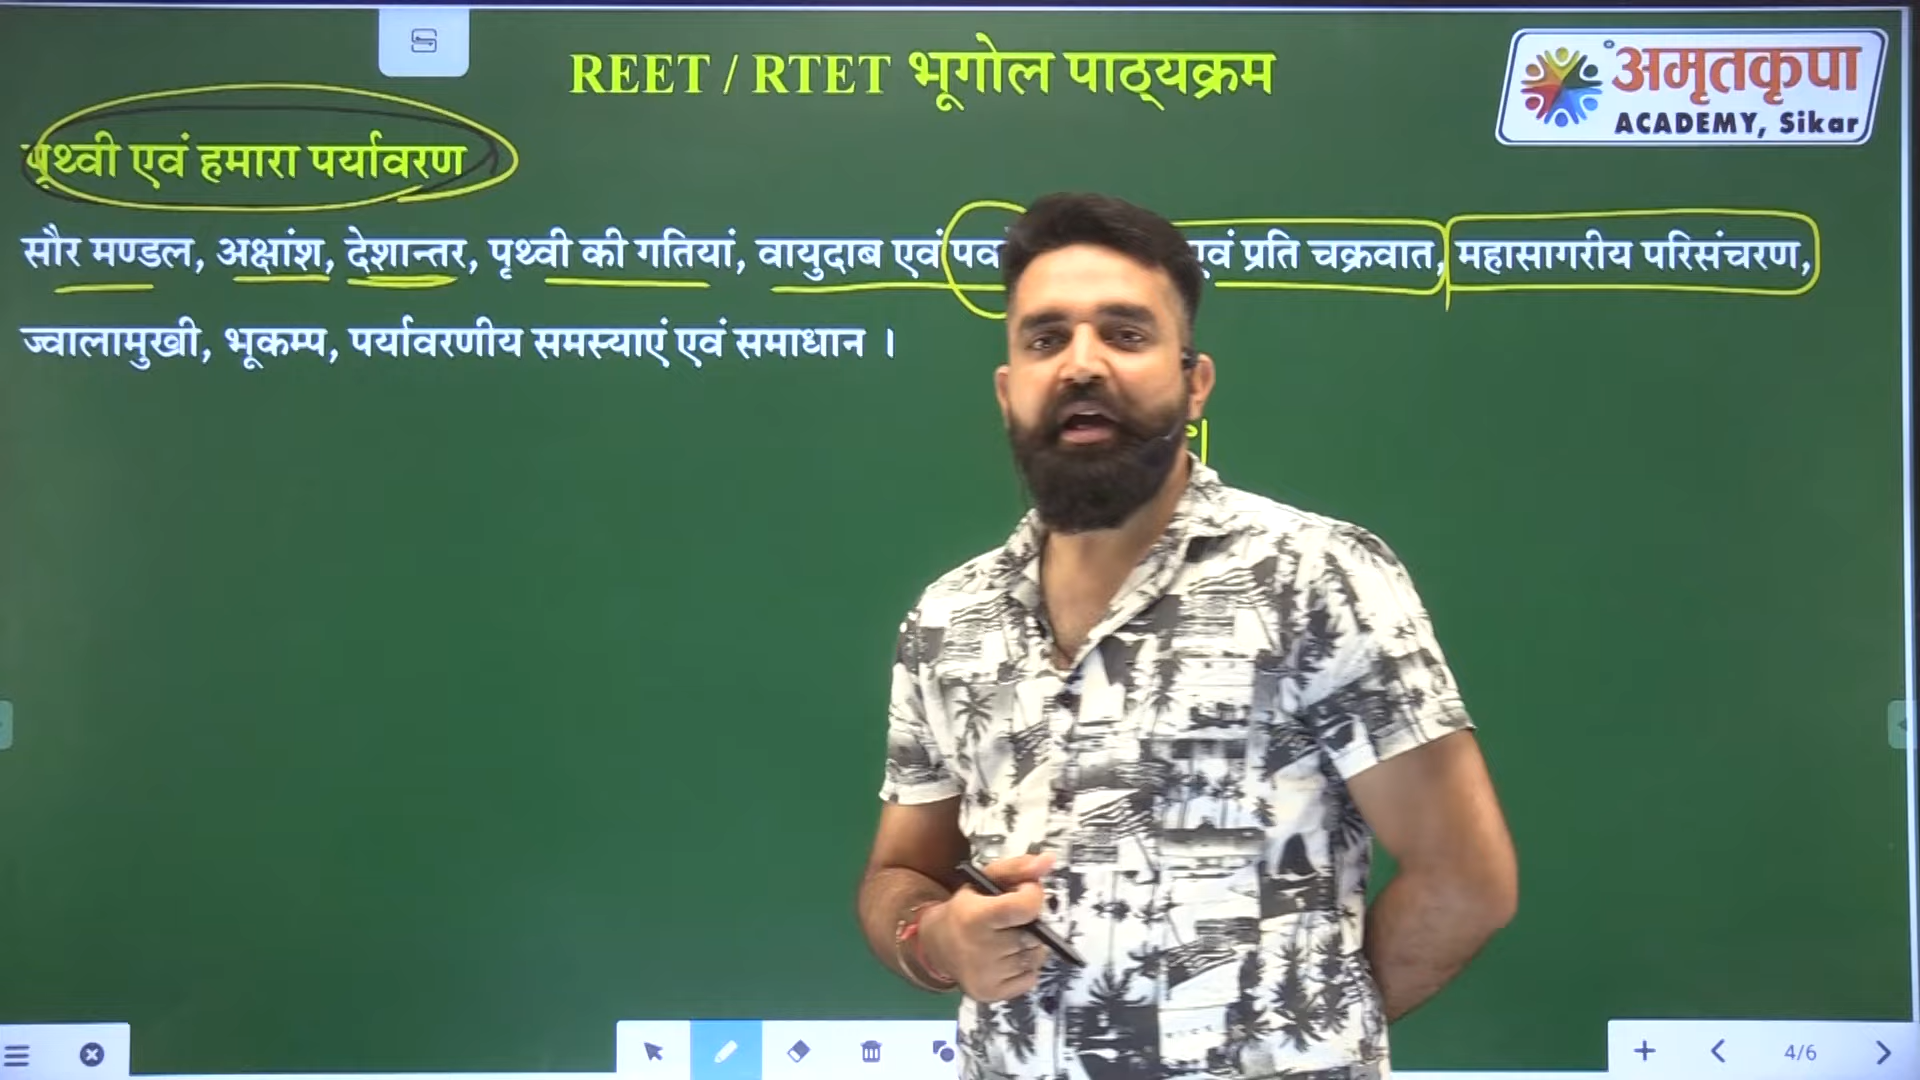 REET / RTET भूगोल पाठ्यक्रम
अमृतकृपा
ACADEMY, Sikar
पृथ्वी एवं हमारा पर्यावरण
सौर मण्डल, अक्षांश, देशान्तर, पृथ्वी की गतियां, वायुदाब एवं एवं प्रति चक्रवात, महासागरीय परिसंचरण,
ज्वालामुखी, भूकम्प, पर्यावरणीय समस्याएं एवं समाधान ।
4/6